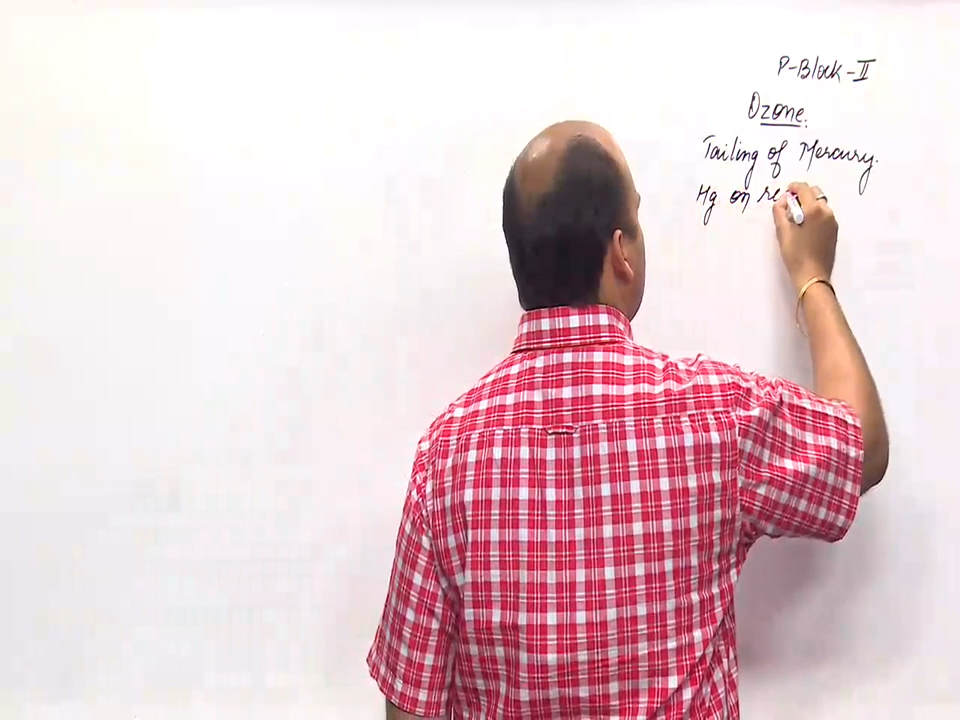 P-Block-II
Ozone.
Tailing of Mercury.
Hg on re